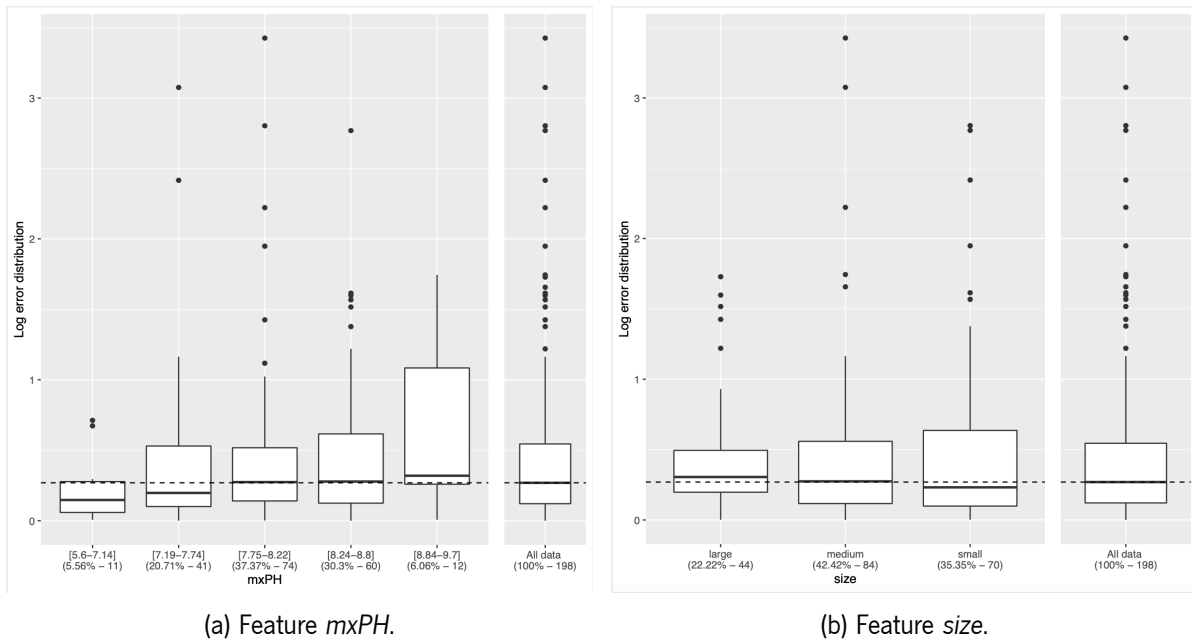 Log error distribution
3
2
1
0
[5.6–7.14] [7.19–7.74] [7.75–8.22] [8.24–8.8] [8.84–9.7] All data
(5.56% – 11) (20.71% – 41) (37.37% – 74) (30.3% – 60) (6.06% – 12) (100% – 198)
mxPH
(a) Feature mxPH.
Log error distribution
3
2
1
0
large medium small All data
(22.22% – 44) (42.42% – 84) (35.35% – 70) (100% – 198)
size
(b) Feature size.